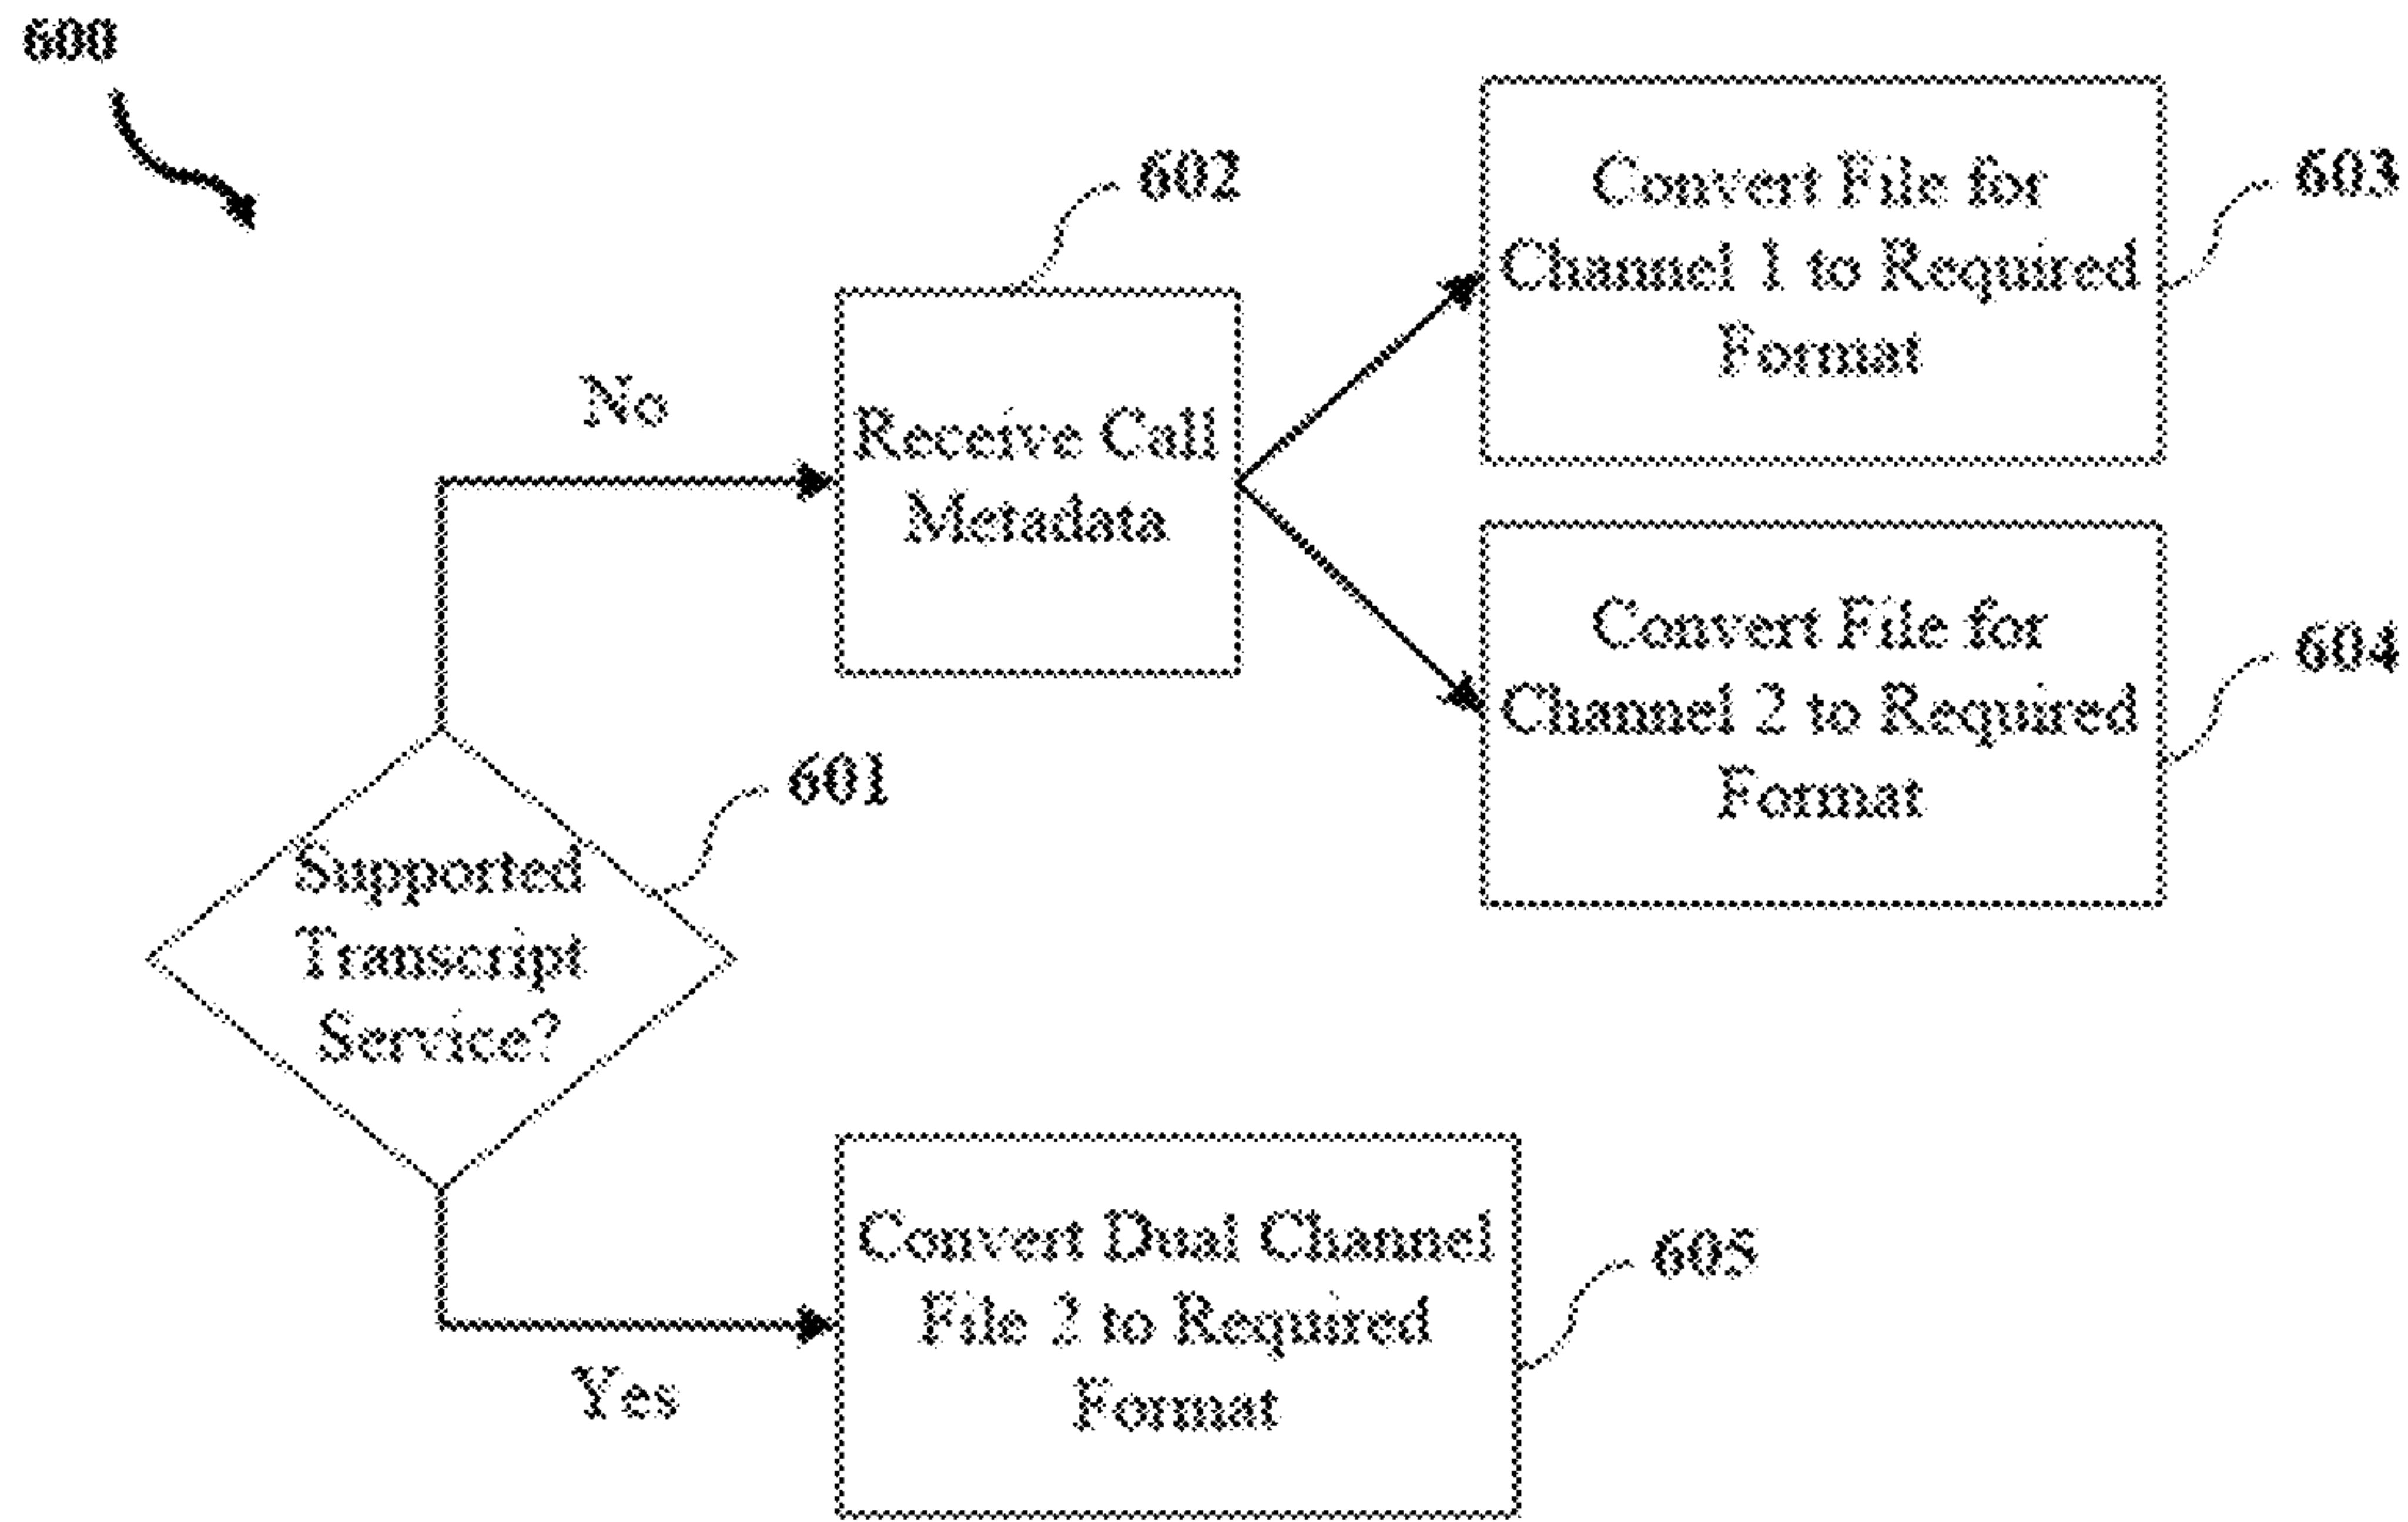 600
602
603
Convert File for
Channel 1 to Required
Format
No
Receive Call
Metadata
604
Convert File for
Channel 2 to Required
Format
601
Supported
Transcript
Service?
605
Convert Dual Channel
File 2 to Required
Format
Yes